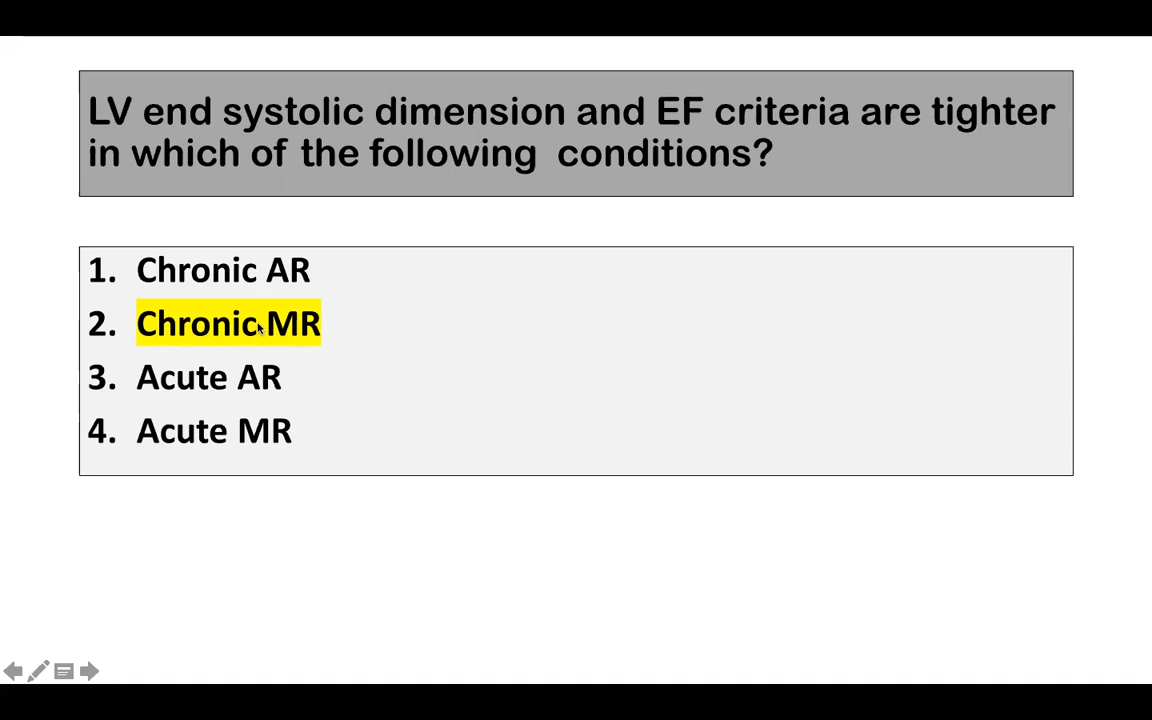 LV end systolic dimension and EF criteria are tighter
in which of the following  conditions?
1. Chronic AR
2. Chronic MR
3. Acute AR
4. Acute MR